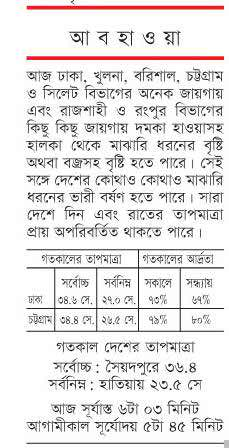 আবহাওয়া
আজ ঢাকা, খুলনা, বরিশাল, চট্টগ্রাম
ও সিলেট বিভাগের অনেক জায়গায়
এবং রাজশাহী ও রংপুর বিভাগের
কিছু কিছু জায়গায় দমকা হাওয়াসহ
হালকা থেকে মাঝারি ধরনের বৃষ্টি
অথবা বজ্রসহ বৃষ্টি হতে পারে। সেই
সঙ্গে দেশের কোথাও কোথাও মাঝারি
ধরনের ভারী বর্ষণ হতে পারে। সারা
দেশে দিন এবং রাতের তাপমাত্রা
প্রায় অপরিবর্তিত থাকতে পারে।
গতকালের তাপমাত্রা গতকালের আর্দ্রতা
সর্বোচ্চ সর্বনিম্ন সকালে সন্ধ্যায়
ঢাকা ৩৪.৬ সে. ২৭.০ সে. ৭৩% ৬৭%
চট্টগ্রাম ৩৪.৪ সে. ২৬.৫ সে. ৭৯% ৮০%
গতকাল দেশের তাপমাত্রা
সর্বোচ্চ : সৈয়দপুরে ৩৬.৪
সর্বনিম্ন : হাতিয়ায় ২৩.৫ সে
আজ সূর্যাস্ত ৬টা ০৩ মিনিট
আগামীকাল সূর্যোদয় ৫টা ৪৫ মিনিট